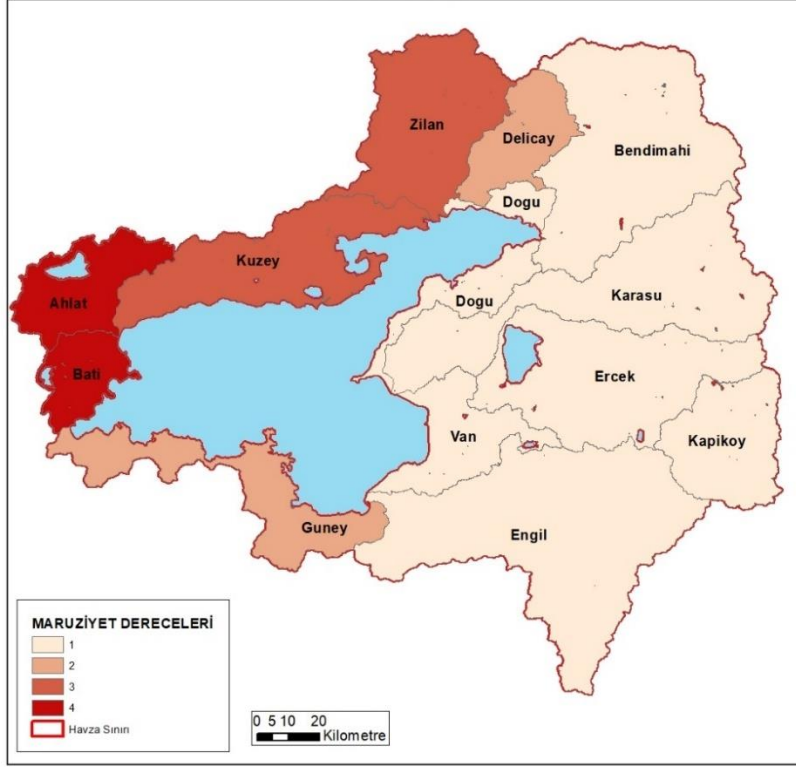 Zilan
Delicay
Bendimahi
Dogu
Kuzey
Ahlat
Dogu
Karasu
Bati
Ercek
Van
Kapikoy
Guney
Engil
MARUZİYET DERECELERİ
1
2
3
4
Havza Sınırı
0 5 10 20
Kilometre